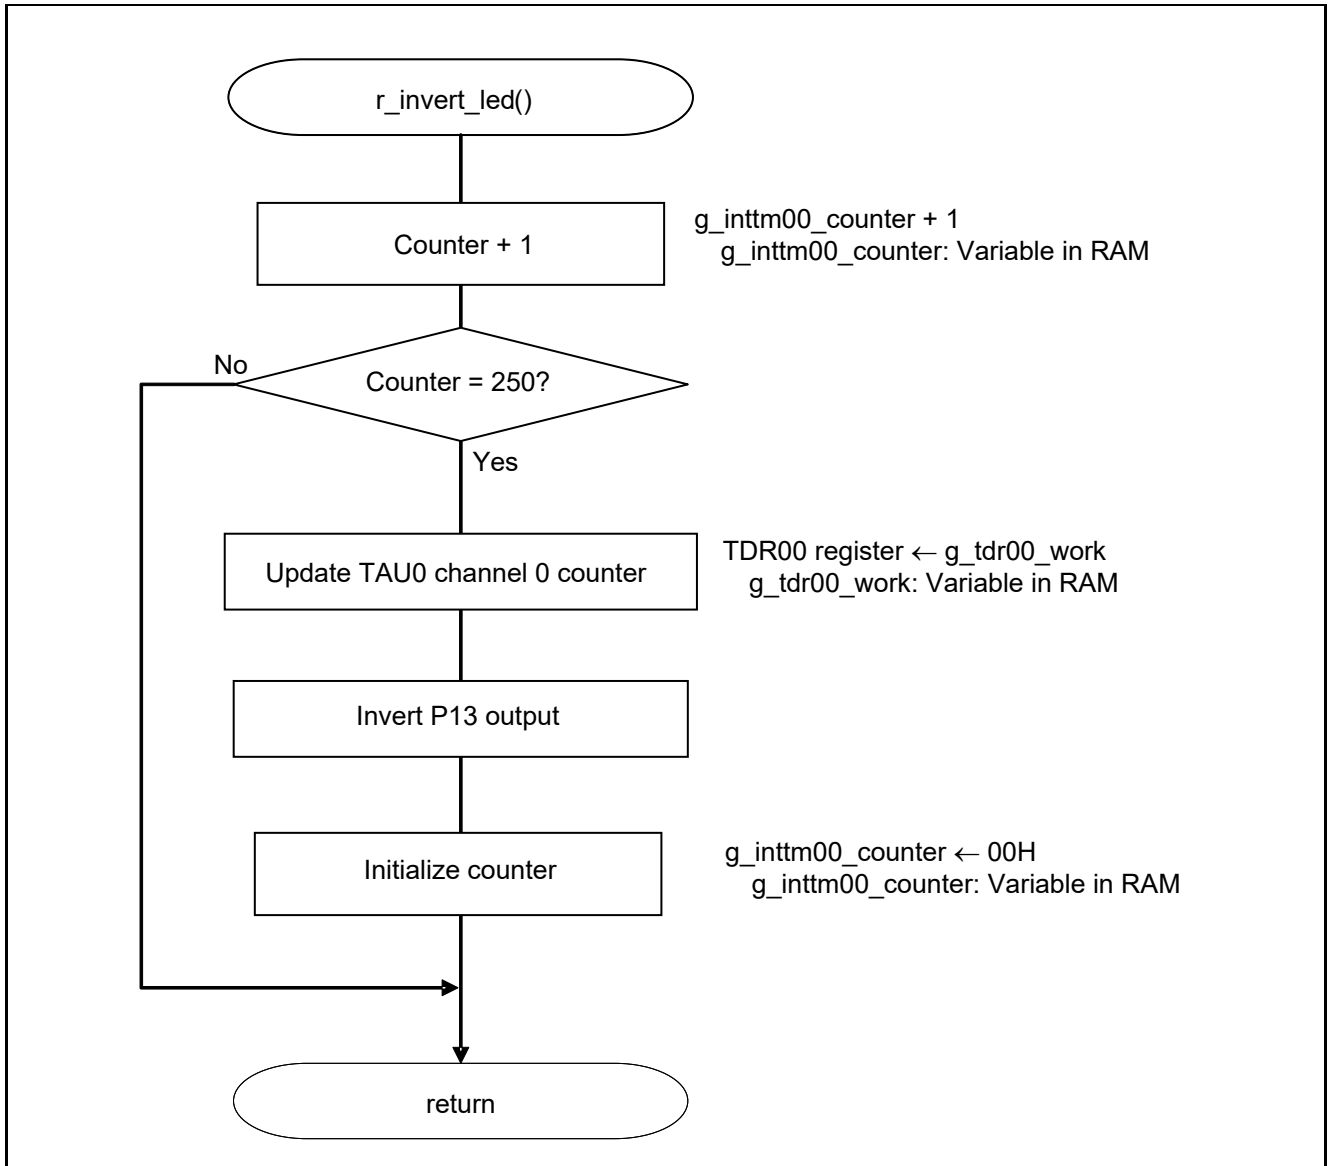 r_invert_led()
Counter + 1
g_inttm00_counter + 1
g_inttm00_counter: Variable in RAM
No
Counter = 250?
Yes
Update TAU0 channel 0 counter
TDR00 register ← g_tdr00_work
g_tdr00_work: Variable in RAM
Invert P13 output
Initialize counter
g_inttm00_counter ← 00H
g_inttm00_counter: Variable in RAM
return